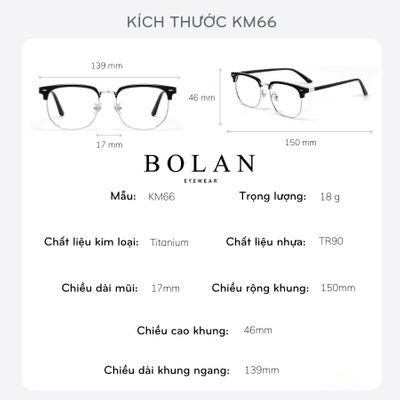 KÍCH THƯỚC KM66
139 mm
46 mm
17 mm
150 mm
BOLAN
EYEWEAR
Mẫu: KM66
Trọng lượng: 18 g
Chất liệu kim loại: Titanium
Chất liệu nhựa: TR90
Chiều dài mũi: 17mm
Chiều rộng khung: 150mm
Chiều cao khung: 46mm
Chiều dài khung ngang: 139mm